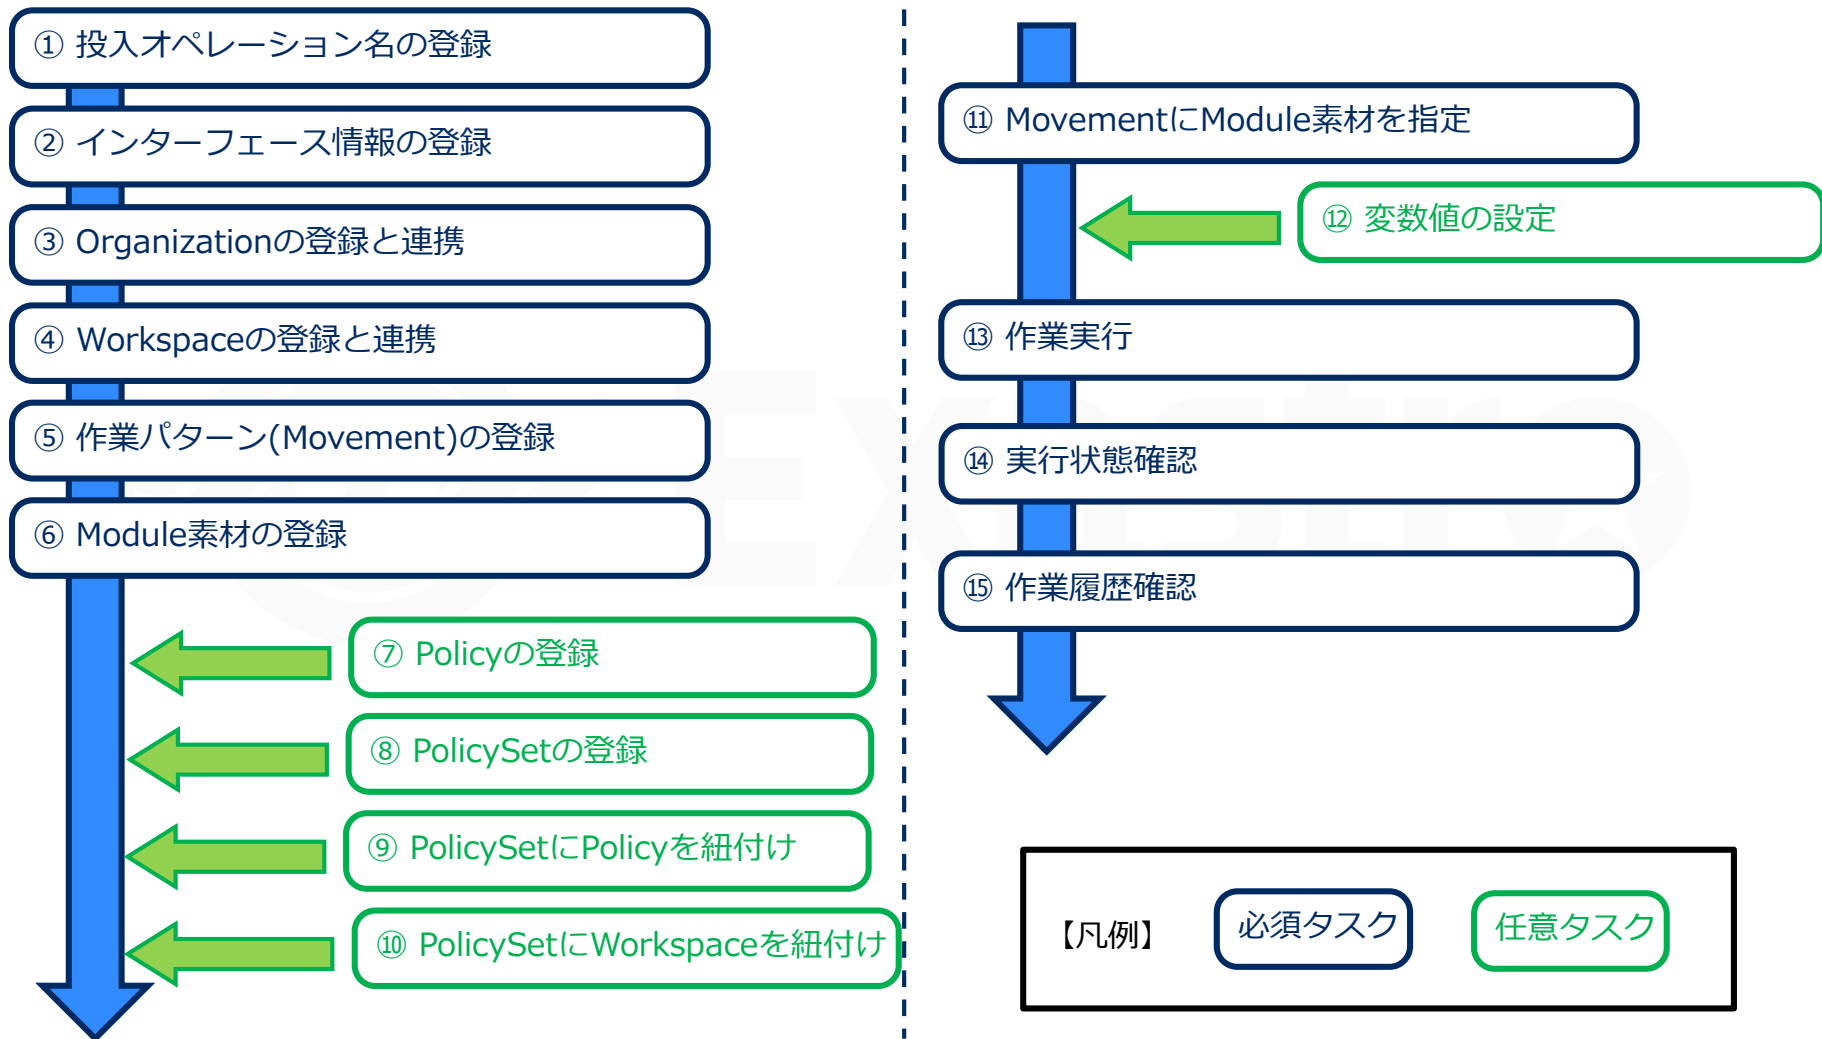 ① 投入オペレーション名の登録
② インターフェース情報の登録
③ Organizationの登録と連携
④ Workspaceの登録と連携
⑤ 作業パターン(Movement)の登録
⑥ Module素材の登録
⑦ Policyの登録
⑧ PolicySetの登録
⑨ PolicySetにPolicyを紐付け
⑩ PolicySetにWorkspaceを紐付け
⑪ MovementにModule素材を指定
⑫ 変数値の設定
⑬ 作業実行
⑭ 実行状態確認
⑮ 作業履歴確認
【凡例】
必須タスク
任意タスク
Exastro